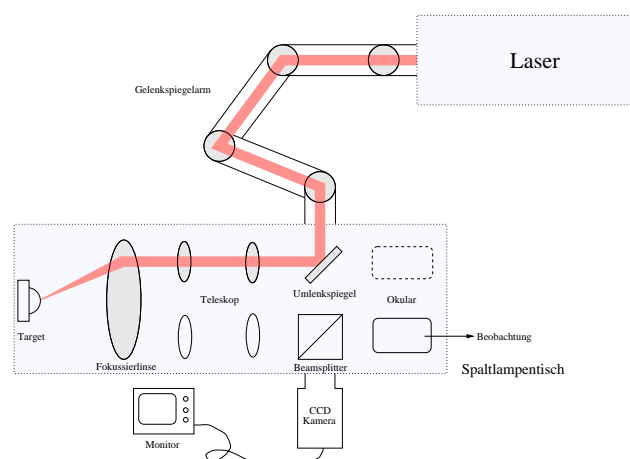 Laser
Gelenkspiegelarm
Teleskop
Umlenkspiegel
Okular
Target
Beobachtung
Fokussierlinse
Beamsplitter
Spaltlampentisch
CCD
Kamera
Monitor